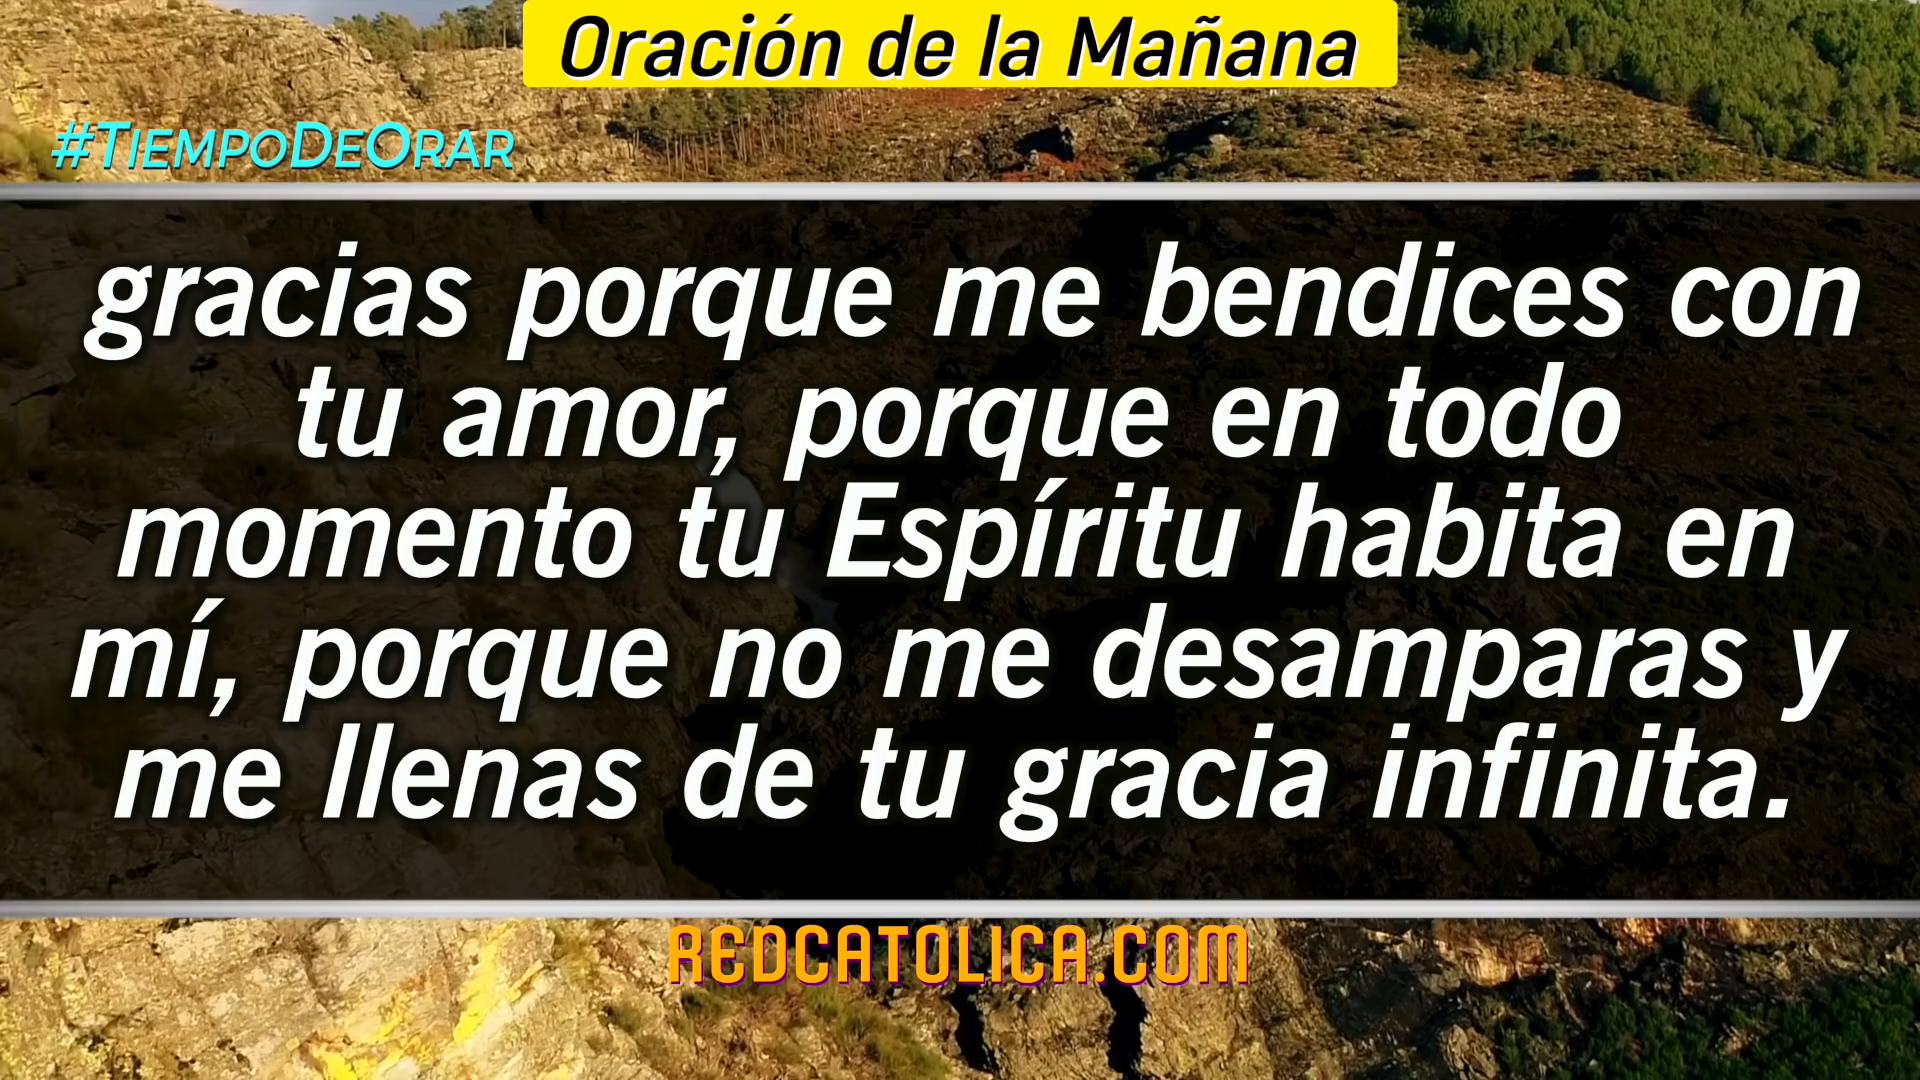 Oración de la Mañana
#TiempoDeOrar
gracias porque me bendices con
tu amor, porque en todo
momento tu Espíritu habita en
mí, porque no me desamparas y
me llenas de tu gracia infinita.
REDCATOLICA.COM